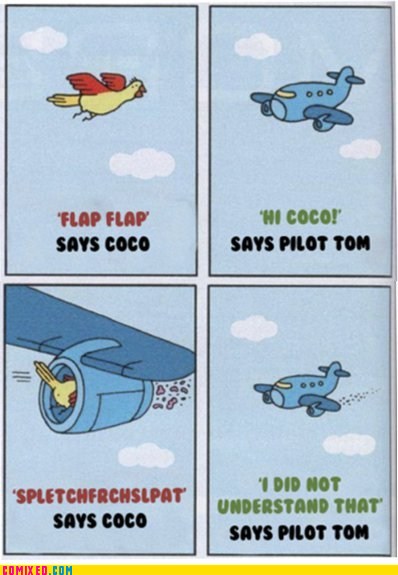 'FLAP FLAP'
SAYS COCO
'HI COCO!'
SAYS PILOT TOM
'SPLETCHFRCHSLPAT'
SAYS COCO
'I DID NOT
UNDERSTAND THAT'
SAYS PILOT TOM
COMIXED.COM